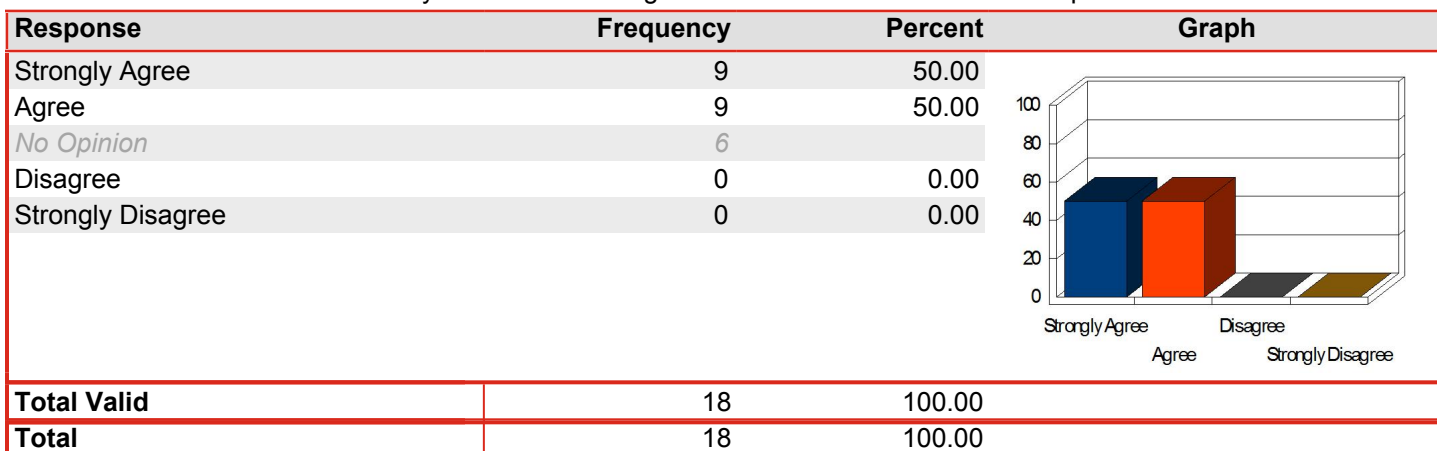 Response Frequency Percent Graph
Strongly Agree 9 50.00
Agree 9 50.00
No Opinion 6
Disagree 0 0.00
Strongly Disagree 0 0.00
100
80
60
40
20
0
Strongly Agree Disagree
Agree Strongly Disagree
Total Valid 18 100.00
Total 18 100.00